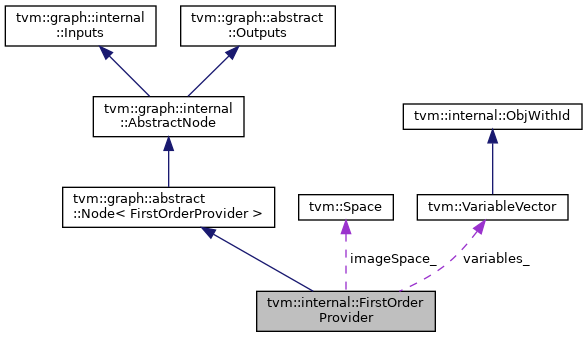 tvm::graph::internal
::Inputs
tvm::graph::abstract
::Outputs
tvm::graph::internal
::AbstractNode
tvm::internal::ObjWithId
tvm::graph::abstract
::Node< FirstOrderProvider >
tvm::Space
tvm::VariableVector
imageSpace_
variables_
tvm::internal::FirstOrder
Provider